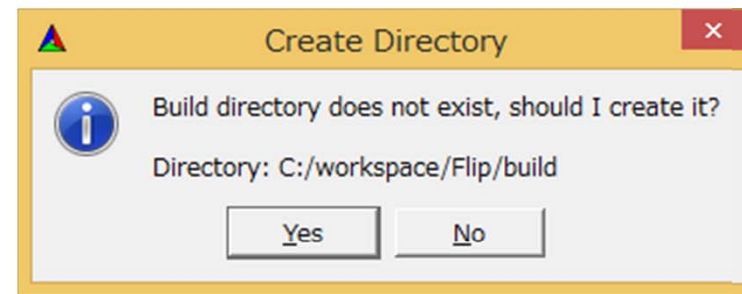 Create Directory
Build directory does not exist, should I create it?
Directory: C:/workspace/Flip/build
Yes
No